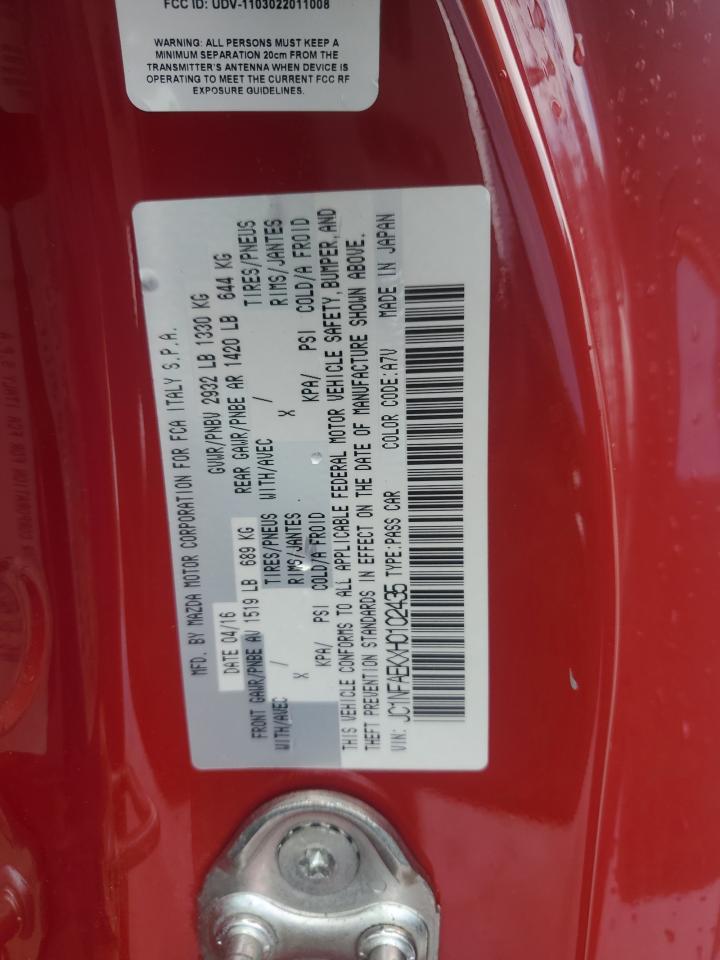 FCC ID: UDV-1103022011008
WARNING: ALL PERSONS MUST KEEP A
MINIMUM SEPARATION 20cm FROM THE
TRANSMITTER'S ANTENNA WHEN DEVICE IS
OPERATING TO MEET THE CURRENT FCC RF
EXPOSURE GUIDELINES.
MFD. BY MAZDA MOTOR CORPORATION FOR FCA ITALY S.P.A.
DATE 04/16 GVWR/PNBV 2932 LB 1330 KG
FRONT GAWR/PNBE AV 1519 LB 689 KG REAR GAWR/PNBE AR 1420 LB 644 KG
WITH/AVEC / TIRES/PNEUS WITH/AVEC / TIRES/PNEUS
X RIMS/JANTES X RIMS/JANTES
KPA/ PSI COLD/A FROID KPA/ PSI COLD/A FROID
THIS VEHICLE CONFORMS TO ALL APPLICABLE FEDERAL MOTOR VEHICLE SAFETY, BUMPER, AND
THEFT PREVENTION STANDARDS IN EFFECT ON THE DATE OF MANUFACTURE SHOWN ABOVE.
VIN: JC1NFAEKXH0102435 TYPE:PASS CAR COLOR CODE:A7V MADE IN JAPAN